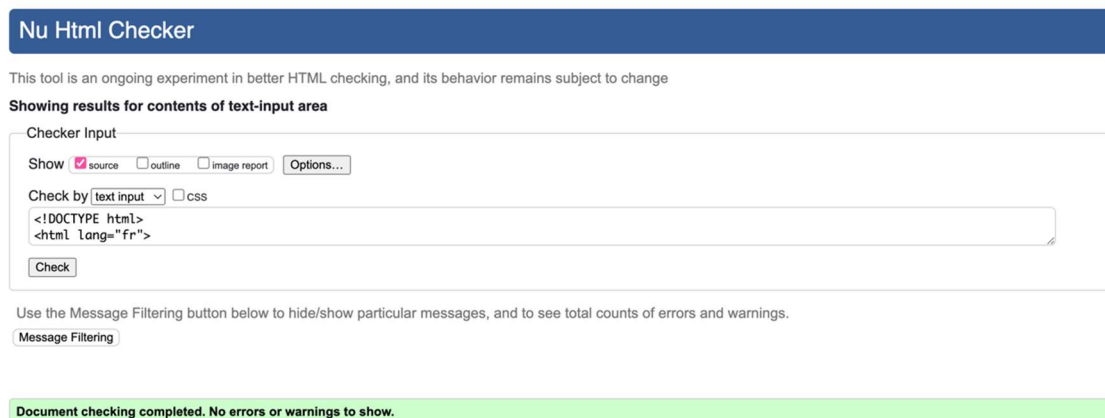 Nu Html Checker
This tool is an ongoing experiment in better HTML checking, and its behavior remains subject to change
Showing results for contents of text-input area
Checker Input
Show source outline image report Options...
Check by text input css
<!DOCTYPE html>
<html lang="fr">
Check
Use the Message Filtering button below to hide/show particular messages, and to see total counts of errors and warnings.
Message Filtering
Document checking completed. No errors or warnings to show.